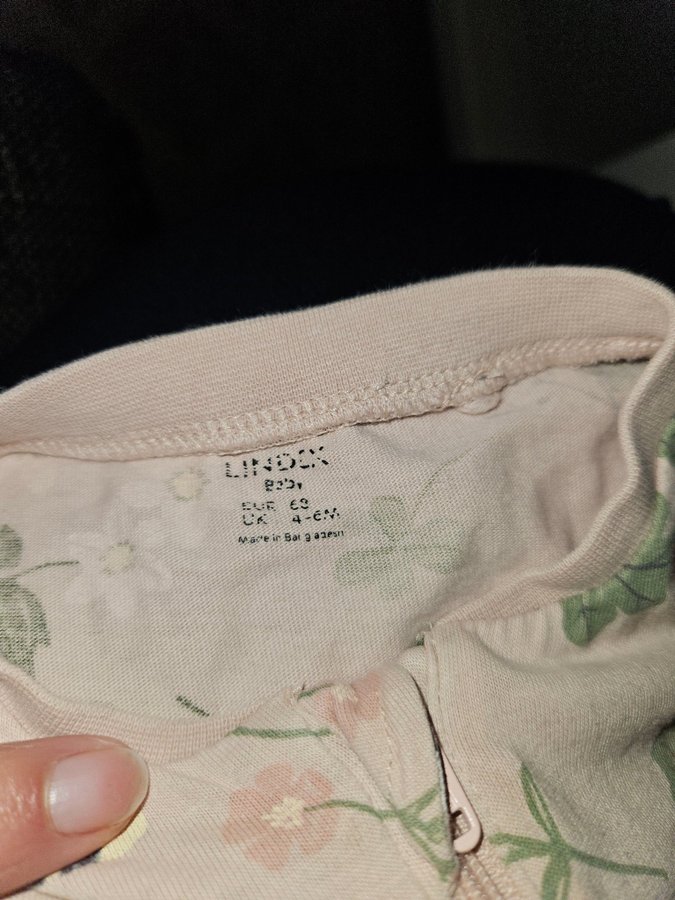 LINDEX
Baby
EUR 68
UK 4-6M
Made in Bangladesh